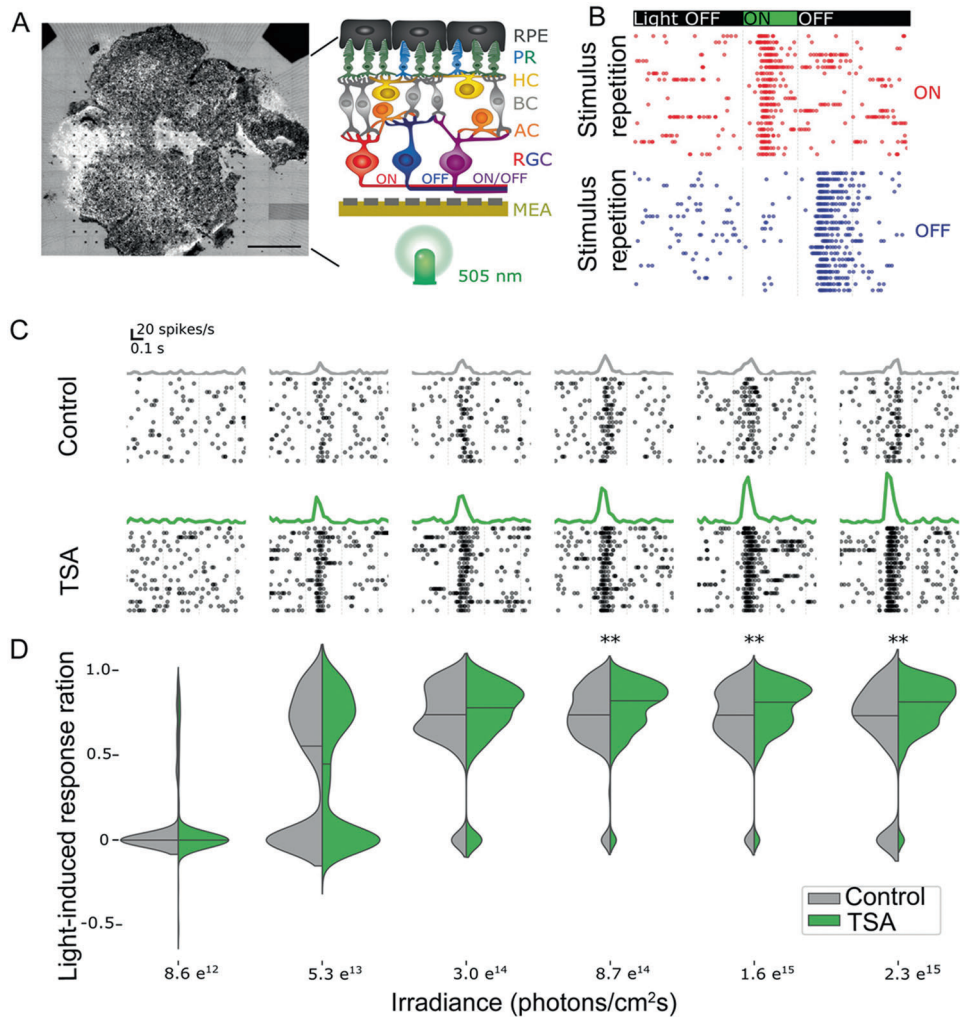 A
RPE
PR
HC
BC
AC
RGC
ON
OFF
ON/OFF
MEA
505 nm
B
Light OFF
ON
OFF
Stimulus
repetition
ON
Stimulus
repetition
OFF
C
20 spikes/s
0.1 s
Control
TSA
D
** ** **
Light-induced response ration
1.0-
0.5-
0-
-0.5-
Control
TSA
8.6 e12 5.3 e13 3.0 e14 8.7 e14 1.6 e15 2.3 e15
Irradiance (photons/cm2s)